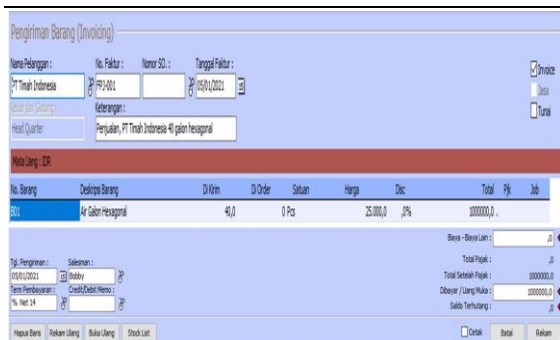 Pengiriman Barang (Invoicing)
Nama Pelanggan : No. Faktur : Nomor SO. : Tanggal Faktur :
PT Timah Indonesia FPJ-001 05/01/2021
Invoice
Jasa
Tunai
Keterangan :
Head Quarter Penjualan, PT Timah Indonesia 40 galon hexagonal
Mata Uang : IDR
No. Barang Deskripsi Barang Di Kirim Di Order Satuan Harga Disc Total Pjk Job
B01 Air Galon Hexagonal 40,0 0 Pcs 25.000,0 ,0% 1000000,0 .
Biaya - Biaya Lain : ,0
Total Pajak : ,0
Total Setelah Pajak : 1000000,0
Dibayar / Uang Muka : 1000000,0
Saldo Terhutang : ,0
Tgl. Pengiriman : Salesman :
05/01/2021 Bobby
Term Pembayaran : Credit/Debit Memo :
% Net 14
Hapus Baris Rekam Ulang Buka Ulang Stock List Cetak Batal Rekam